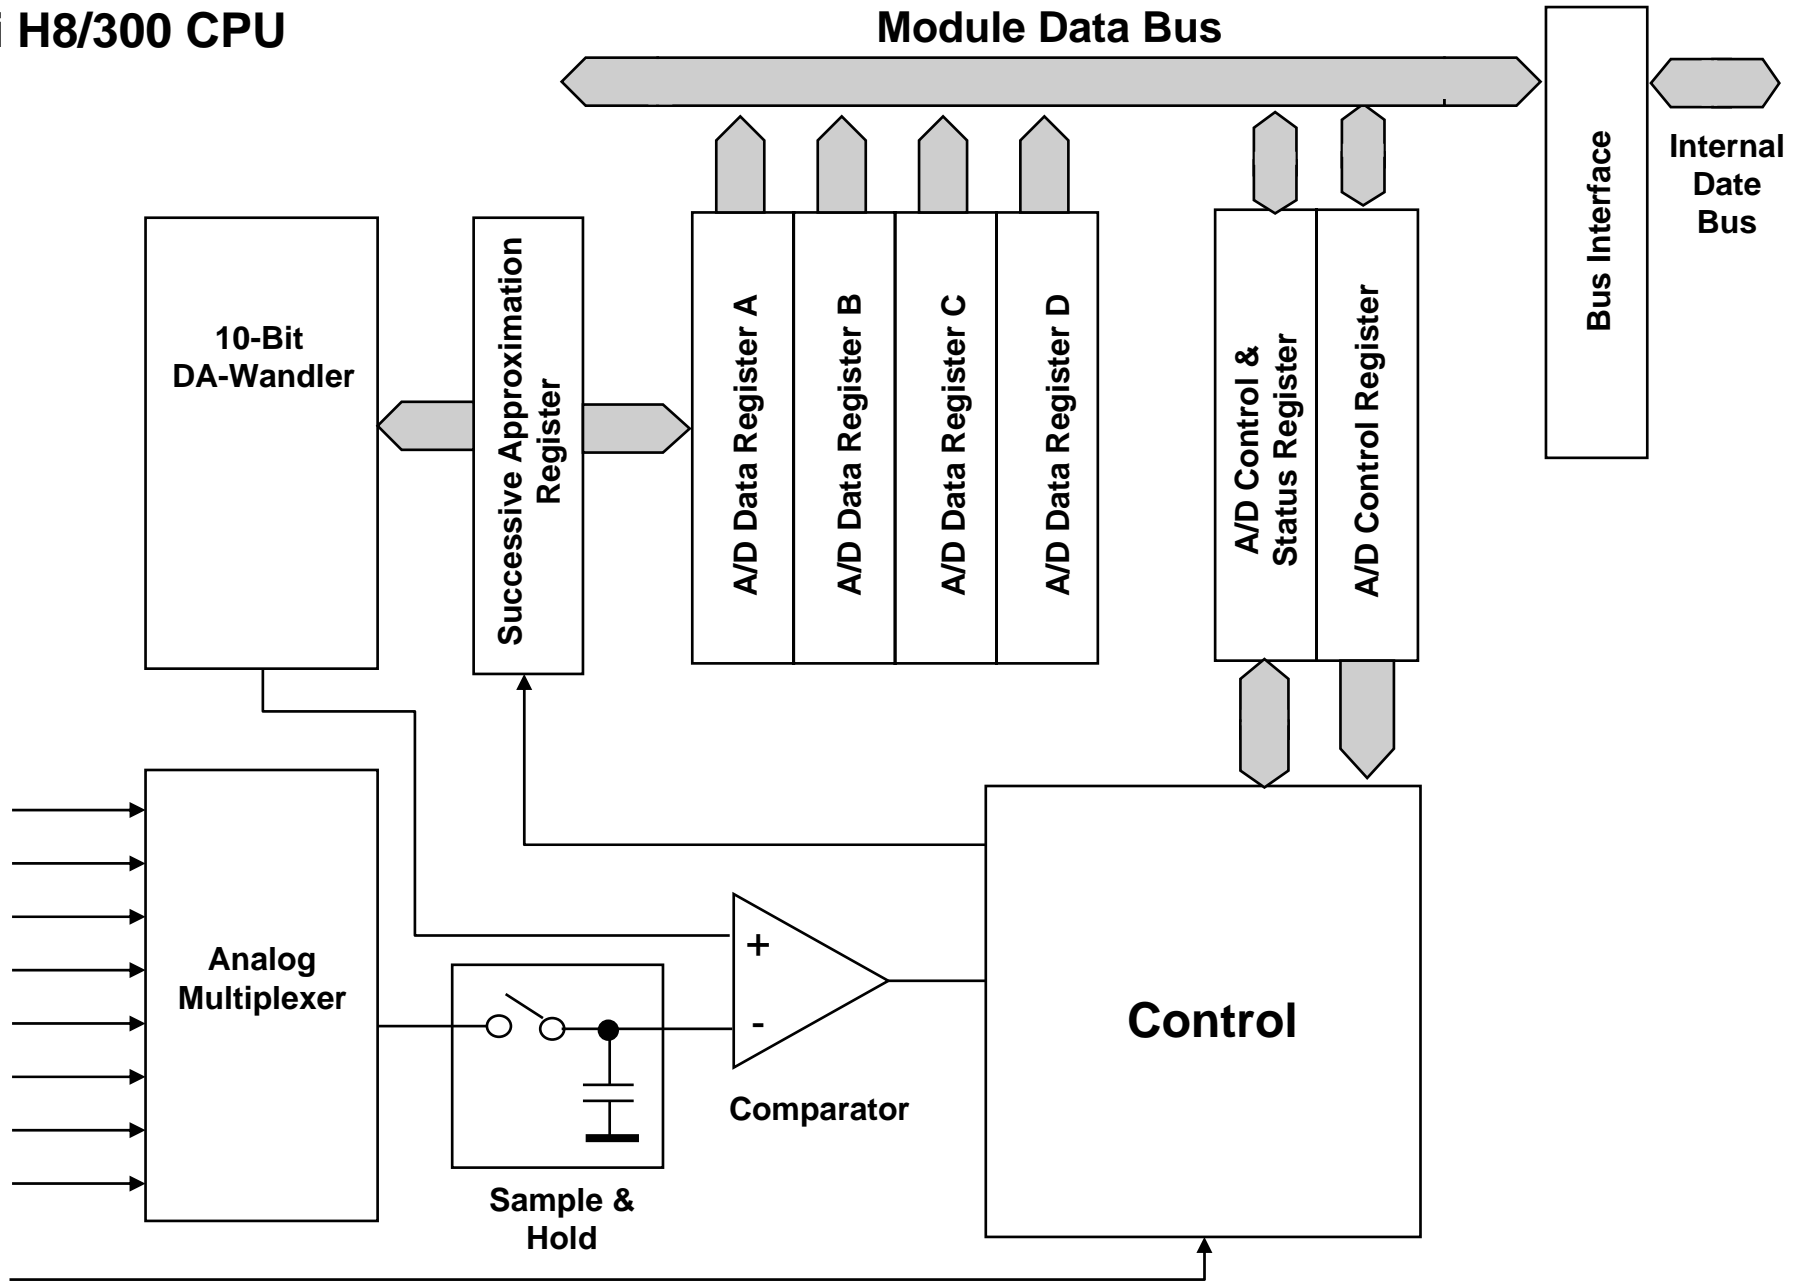 H8/300 CPU
Module Data Bus
Internal
Date
Bus
Bus Interface
10-Bit
DA-Wandler
Successive Approximation
Register
A/D Data Register A
A/D Data Register B
A/D Data Register C
A/D Data Register D
A/D Control &
Status Register
A/D Control Register
Analog
Multiplexer
+
-
Comparator
Sample &
Hold
Control